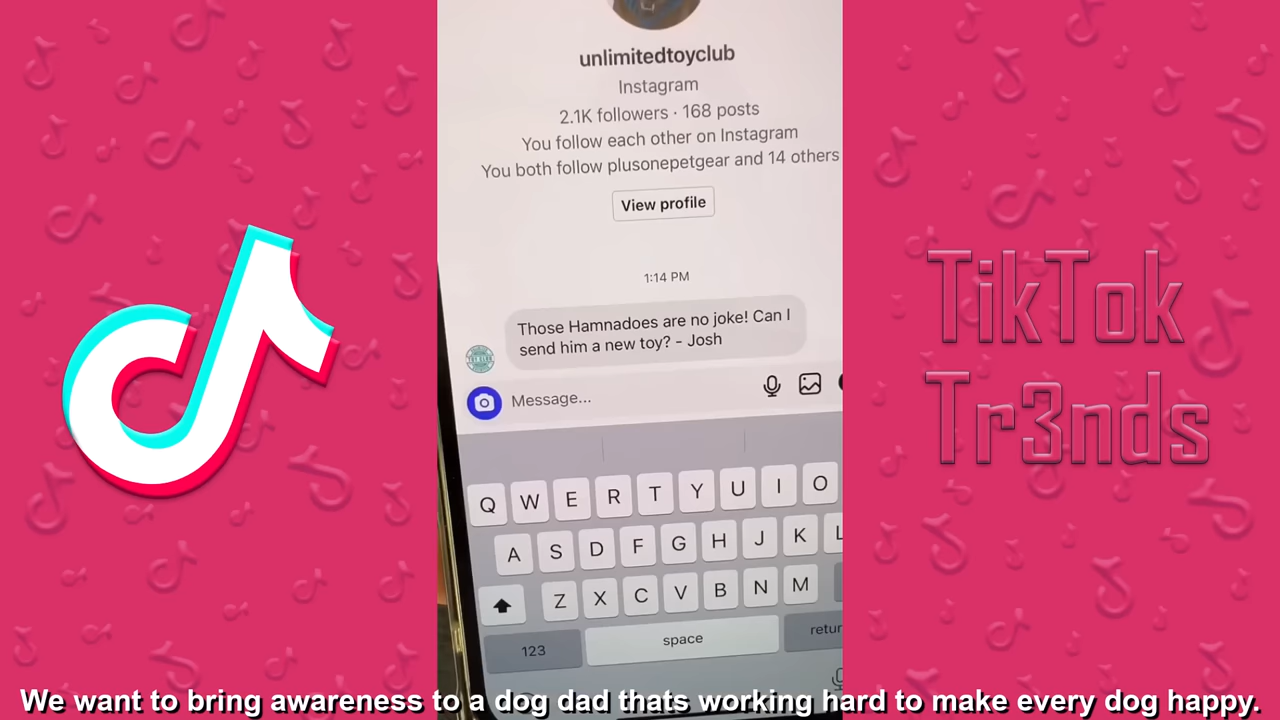 unlimitedtoyclub
Instagram
2.1K followers · 168 posts
You follow each other on Instagram
You both follow plusonepetgear and 14 others
View profile
1:14 PM
Those Hamnadoes are no joke! Can I
send him a new toy? - Josh
Message...
Q W E R T Y U I O
A S D F G H J K L
Z X C V B N M
123 space retur
TikTok
Tr3nds
We want to bring awareness to a dog dad thats working hard to make every dog happy.